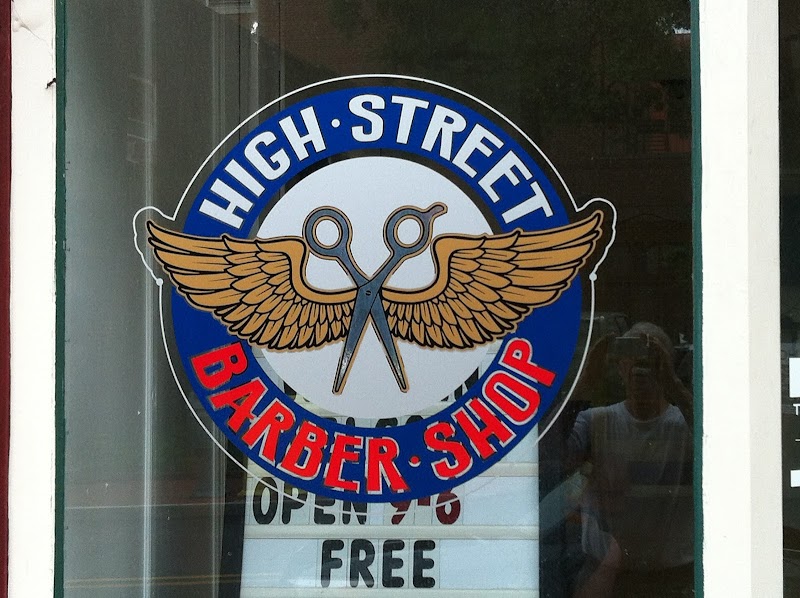 HIGH · STREET
BARBER · SHOP
OPEN 9-6
FREE